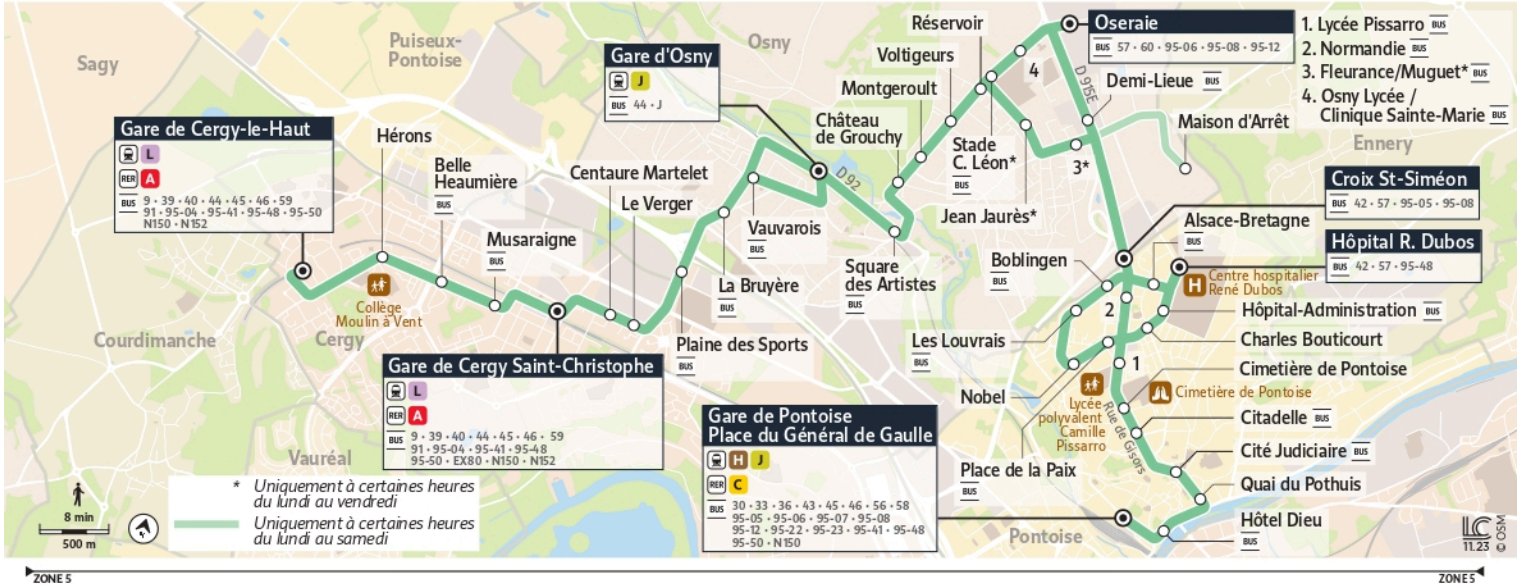 Sagy
Puiseux-
Pontoise
Osny
Ennery
Courdimanche
Cergy
Vauréal
Pontoise
Gare de Cergy-le-Haut
L
RER A
BUS 9 • 39 • 40 • 44 • 45 • 46 • 59
91 • 95-04 • 95-41 • 95-48 • 95-50
N150 • N152
Hérons
Collège
Moulin à Vent
Belle
Heaumière
BUS
Musaraigne
BUS
Gare de Cergy Saint-Christophe
L
RER A
BUS 9 • 39 • 40 • 44 • 45 • 46 • 59
91 • 95-04 • 95-41 • 95-48
95-50 • EX80 • N150 • N152
Centaure Martelet
Le Verger
Plaine des Sports
BUS
La Bruyère
BUS
Vauvarois
BUS
Gare d'Osny
J
BUS 44 • J
D 92
Square
des Artistes
BUS
Château
de Grouchy
Montgeroult
Voltigeurs
Réservoir
Stade
C. Léon*
BUS
Jean Jaurès*
3*
4
Oseraie
BUS 57 • 60 • 95-06 • 95-08 • 95-12
D 915E
Demi-Lieue BUS
Maison d'Arrêt
1. Lycée Pissarro BUS
2. Normandie BUS
3. Fleurance/Muguet* BUS
4. Osny Lycée /
Clinique Sainte-Marie BUS
Croix St-Siméon
BUS 42 • 57 • 95-05 • 95-08
Alsace-Bretagne
BUS
Hôpital R. Dubos
BUS 42 • 57 • 95-48
H Centre hospitalier
René Dubos
Boblingen
BUS
2
Hôpital-Administration BUS
Les Louvrais
BUS
Charles Bouticourt
1
Nobel
Cimetière de Pontoise
Cimetière de Pontoise
Lycée
polyvalent
Camille
Pissarro
Rue de Gisors
Place de la Paix
BUS
Citadelle BUS
Cité Judiciaire BUS
Quai du Pothuis
Hôtel Dieu
BUS
Gare de Pontoise
Place du Général de Gaulle
H J
RER C
BUS 30 • 33 • 36 • 43 • 45 • 46 • 56 • 58
95-05 • 95-06 • 95-07 • 95-08
95-12 • 95-22 • 95-23 • 95-41 • 95-48
95-50 • N150
* Uniquement à certaines heures
du lundi au vendredi
Uniquement à certaines heures
du lundi au samedi
8 min
500 m
LC
11.23
© OSM
ZONE 5
ZONE 5